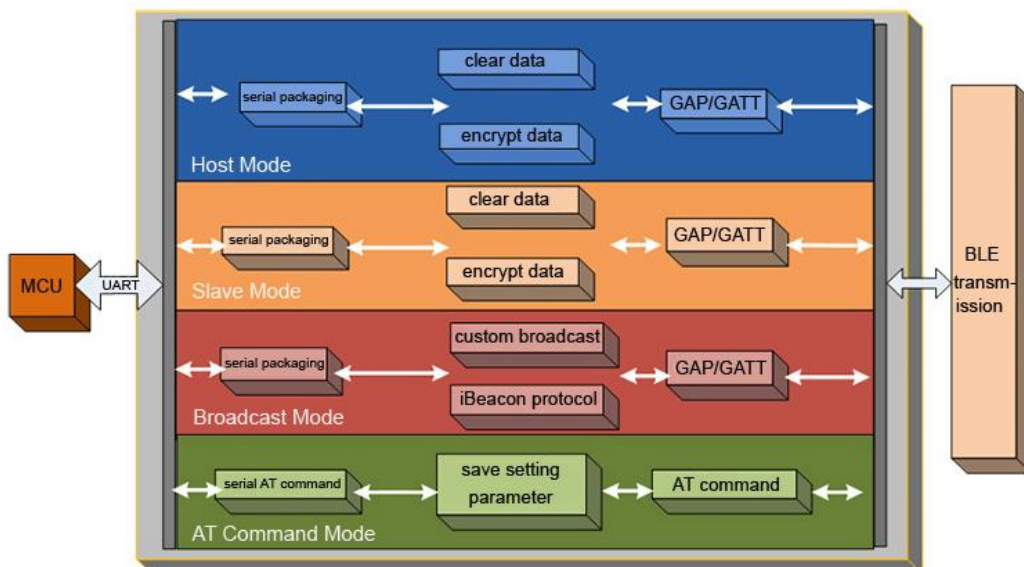 clear data
serial packaging
GAP/GATT
encrypt data
Host Mode
clear data
serial packaging
GAP/GATT
encrypt data
Slave Mode
MCU
UART
BLE
transm-
ission
custom broadcast
serial packaging
GAP/GATT
iBeacon protocol
Broadcast Mode
save setting
parameter
serial AT command
AT command
AT Command Mode